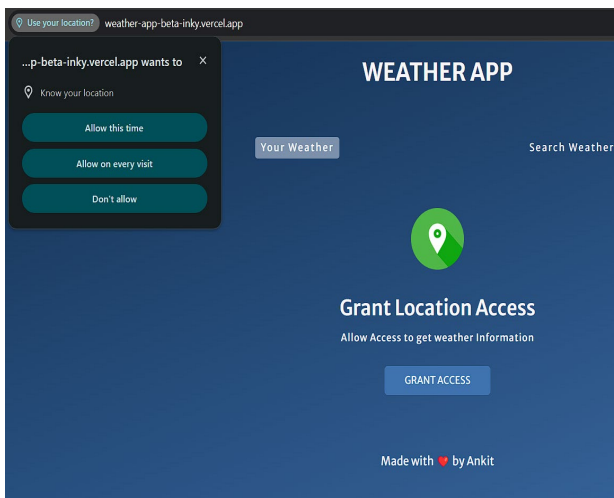 Use your location? weather-app-beta-inky.vercel.app
...p-beta-inky.vercel.app wants to
Know your location
Allow this time
Allow on every visit
Don't allow
WEATHER APP
Your Weather
Search Weather
Grant Location Access
Allow Access to get weather Information
GRANT ACCESS
Made with ❤️ by Ankit